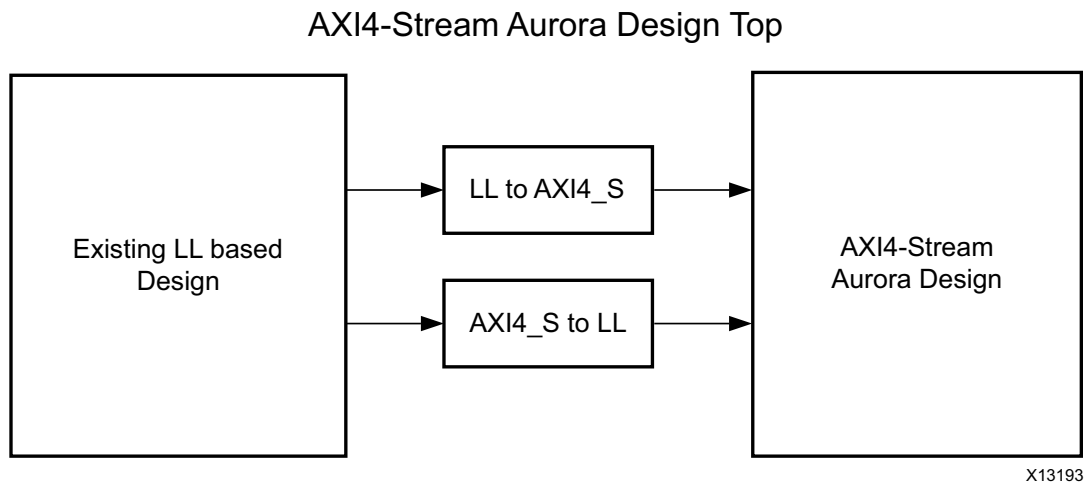 AXI4-Stream Aurora Design Top
LL to AXI4_S
Existing LL based
Design
AXI4-Stream
Aurora Design
AXI4_S to LL
X13193